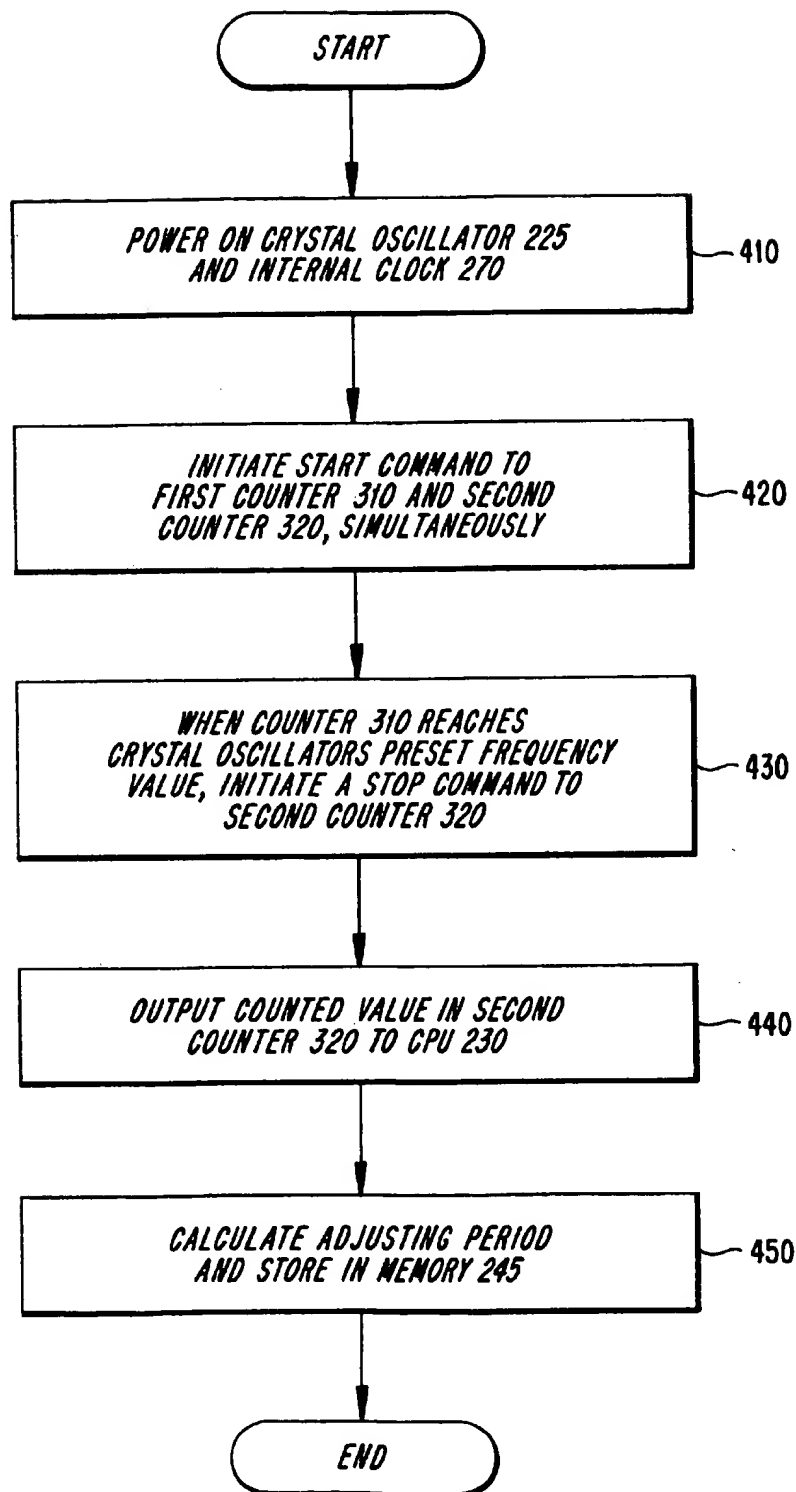 START
POWER ON CRYSTAL OSCILLATOR 225
AND INTERNAL CLOCK 270
410
INITIATE START COMMAND TO
FIRST COUNTER 310 AND SECOND
COUNTER 320, SIMULTANEOUSLY
420
WHEN COUNTER 310 REACHES
CRYSTAL OSCILLATORS PRESET FREQUENCY
VALUE, INITIATE A STOP COMMAND TO
SECOND COUNTER 320
430
OUTPUT COUNTED VALUE IN SECOND
COUNTER 320 TO CPU 230
440
CALCULATE ADJUSTING PERIOD
AND STORE IN MEMORY 245
450
END